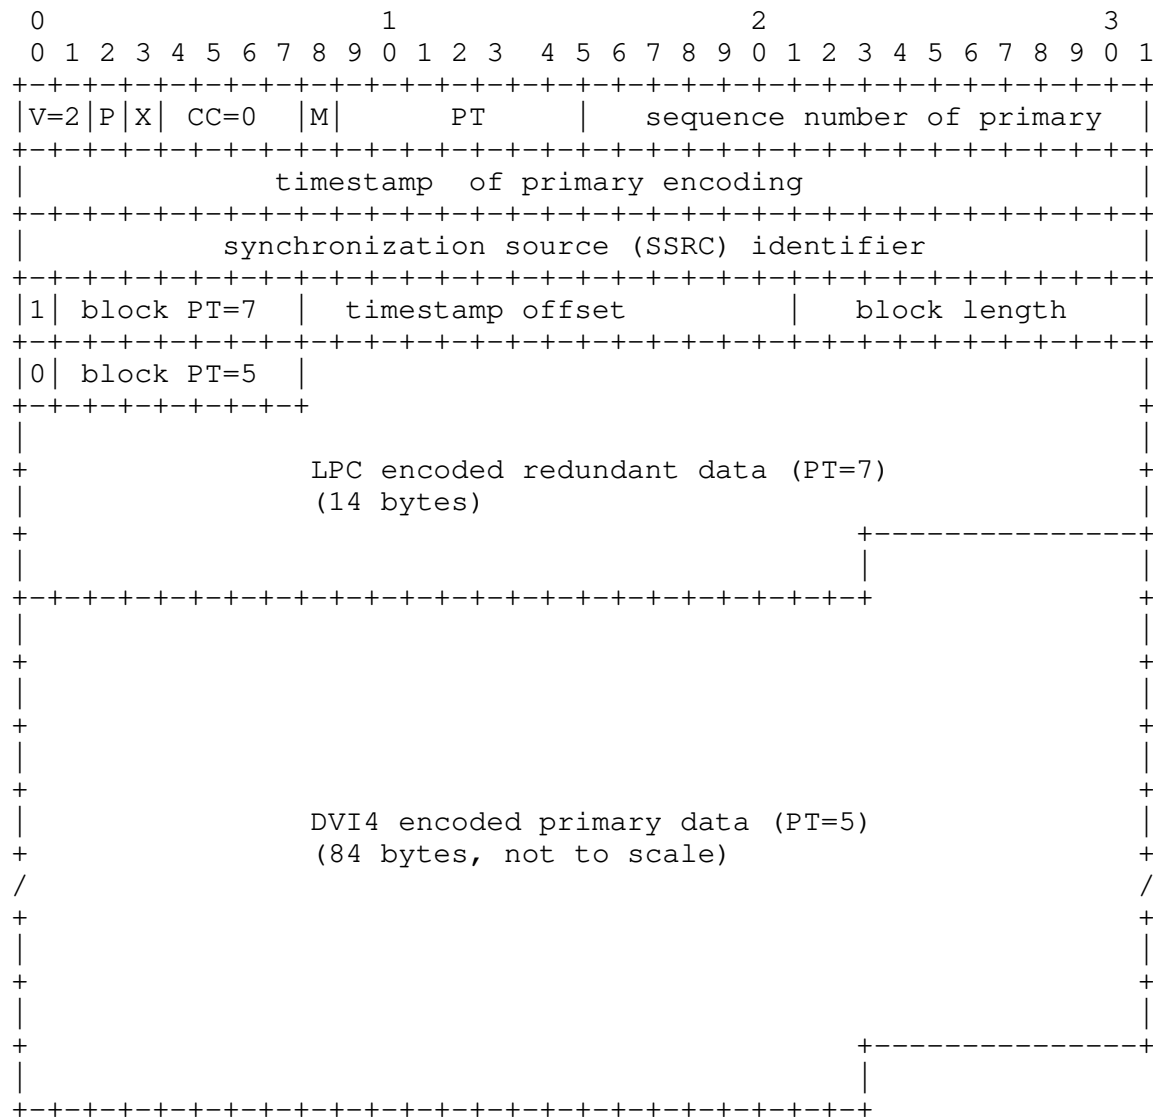 0                   1                    2                   3
 0 1 2 3 4 5 6 7 8 9 0 1 2 3  4 5 6 7 8 9 0 1 2 3 4 5 6 7 8 9 0 1
+-+-+-+-+-+-+-+-+-+-+-+-+-+-+-+-+-+-+-+-+-+-+-+-+-+-+-+-+-+-+-+-+
|V=2|P|X| CC=0  |M|      PT     |   sequence number of primary  |
+-+-+-+-+-+-+-+-+-+-+-+-+-+-+-+-+-+-+-+-+-+-+-+-+-+-+-+-+-+-+-+-+
|              timestamp  of primary encoding                   |
+-+-+-+-+-+-+-+-+-+-+-+-+-+-+-+-+-+-+-+-+-+-+-+-+-+-+-+-+-+-+-+-+
|           synchronization source (SSRC) identifier            |
+-+-+-+-+-+-+-+-+-+-+-+-+-+-+-+-+-+-+-+-+-+-+-+-+-+-+-+-+-+-+-+-+
|1| block PT=7  |  timestamp offset         |   block length    |
+-+-+-+-+-+-+-+-+-+-+-+-+-+-+-+-+-+-+-+-+-+-+-+-+-+-+-+-+-+-+-+-+
|0| block PT=5  |                                               |
+-+-+-+-+-+-+-+-+                                               +
|                                                               |
+                LPC encoded redundant data (PT=7)              +
|                (14 bytes)                                     |
+                                               +---------------+
|                                               |               |
+-+-+-+-+-+-+-+-+-+-+-+-+-+-+-+-+-+-+-+-+-+-+-+-+               +
|                                                               |
+                                                               +
|                                                               |
+                                                               +
|                                                               |
+                                                               +
|                DVI4 encoded primary data (PT=5)               |
+                (84 bytes, not to scale)                       +
/                                                               /
+                                                               +
|                                                               |
+                                                               +
|                                                               |
+                                               +---------------+
|                                               |
+-+-+-+-+-+-+-+-+-+-+-+-+-+-+-+-+-+-+-+-+-+-+-+-+